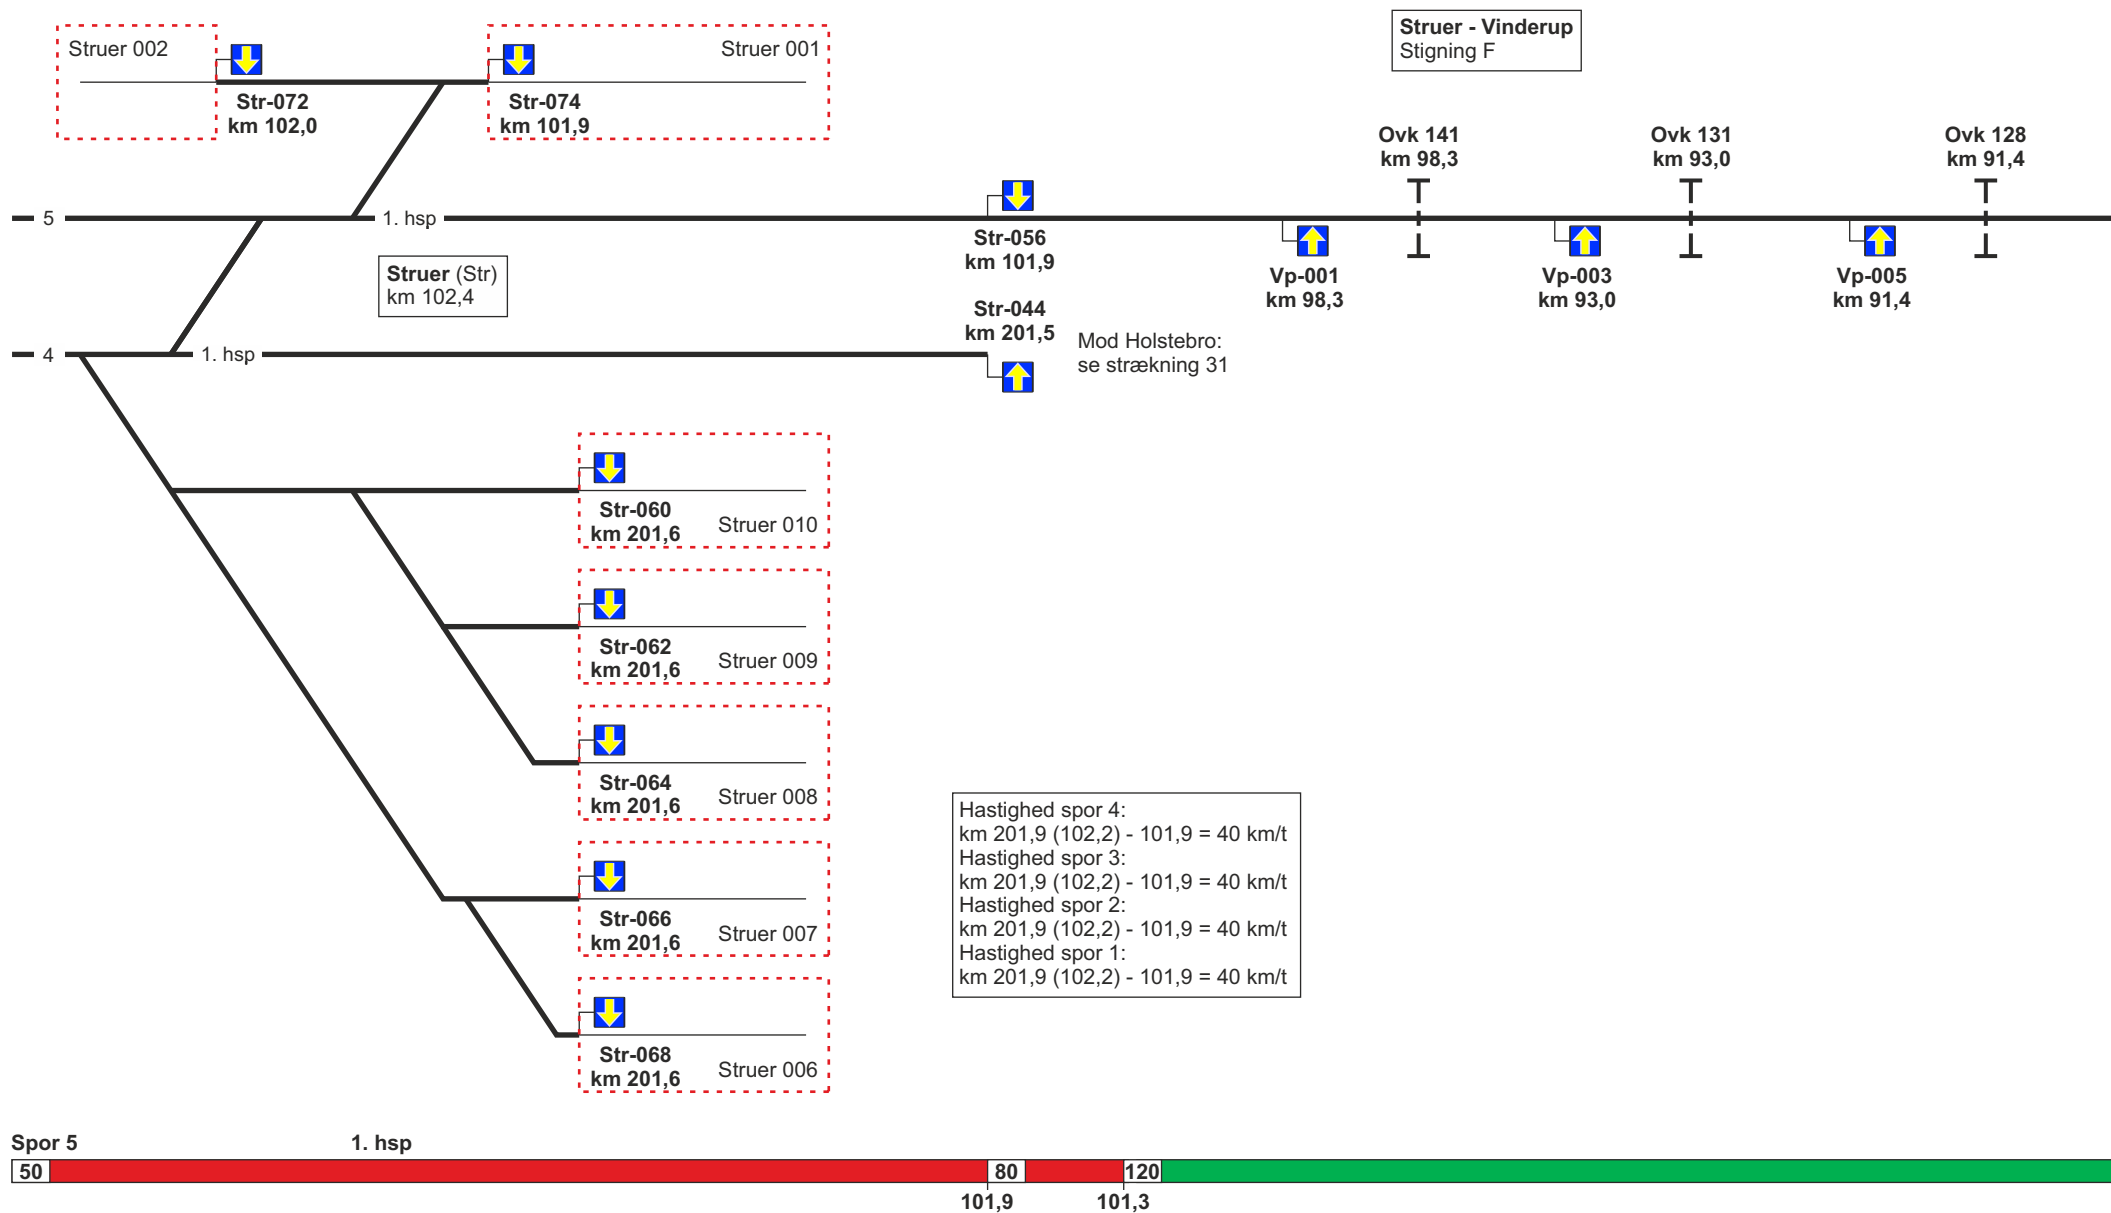 Struer 002
Struer 001
Struer - Vinderup
Stigning F
Str-072
km 102,0
Str-074
km 101,9
Ovk 141
km 98,3
Ovk 131
km 93,0
Ovk 128
km 91,4
5
1. hsp
Str-056
km 101,9
Vp-001
km 98,3
Vp-003
km 93,0
Vp-005
km 91,4
Struer (Str)
km 102,4
Str-044
km 201,5
Mod Holstebro:
se strækning 31
4
1. hsp
Str-060
km 201,6
Struer 010
Str-062
km 201,6
Struer 009
Str-064
km 201,6
Struer 008
Str-066
km 201,6
Struer 007
Str-068
km 201,6
Struer 006
Hastighed spor 4:
km 201,9 (102,2) - 101,9 = 40 km/t
Hastighed spor 3:
km 201,9 (102,2) - 101,9 = 40 km/t
Hastighed spor 2:
km 201,9 (102,2) - 101,9 = 40 km/t
Hastighed spor 1:
km 201,9 (102,2) - 101,9 = 40 km/t
Spor 5
1. hsp
50
80
120
101,9
101,3